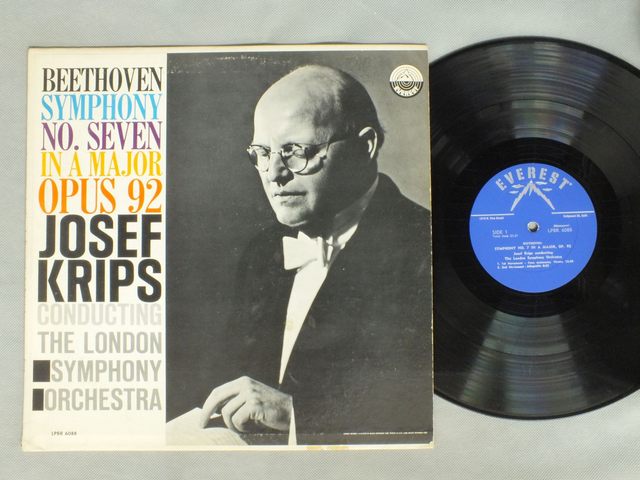 BEETHOVEN
SYMPHONY
NO. SEVEN
IN A MAJOR
OPUS 92
JOSEF
KRIPS
CONDUCTING
THE LONDON
SYMPHONY
ORCHESTRA
LPBR 6088
EVEREST
EVEREST
SIDE 1
LPBR 6088
BEETHOVEN:
SYMPHONY NO. 7 IN A MAJOR, OP. 92
Josef Krips conducting
The London Symphony Orchestra